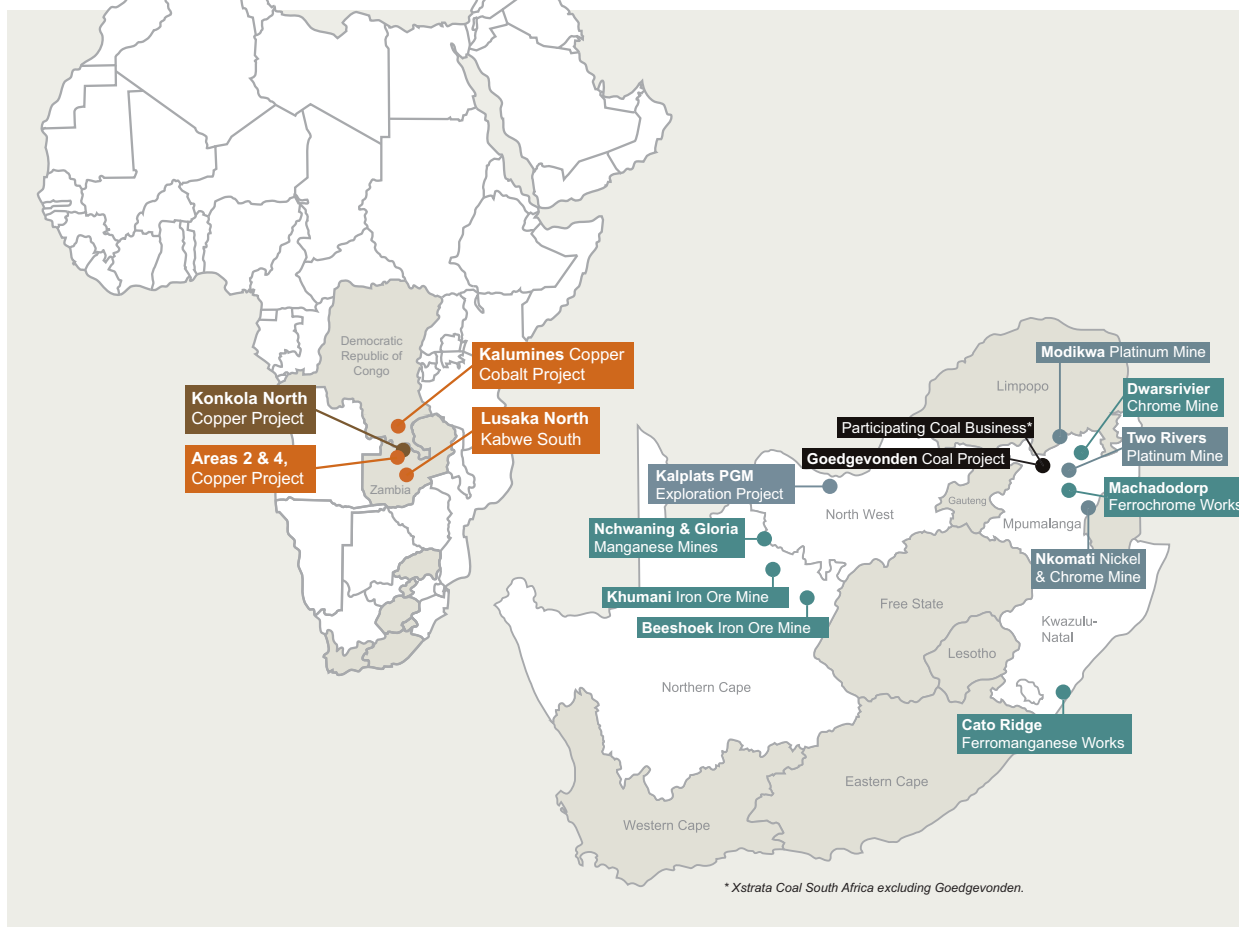 Democratic
Republic of
Congo
Kalumines Copper
Cobalt Project
Konkola North
Copper Project
Lusaka North
Kabwe South
Areas 2 & 4,
Copper Project
Zambia
Modikwa Platinum Mine
Limpopo
Dwarsrivier
Chrome Mine
Participating Coal Business*
Two Rivers
Platinum Mine
Goedgevonden Coal Project
Kalplats PGM
Exploration Project
Machadodorp
Ferrochrome Works
Gauteng
North West
Mpumalanga
Nchwaning & Gloria
Manganese Mines
Nkomati Nickel
& Chrome Mine
Khumani Iron Ore Mine
Free State
Beeshoek Iron Ore Mine
Kwazulu-
Natal
Lesotho
Northern Cape
Cato Ridge
Ferromanganese Works
Eastern Cape
Western Cape
* Xstrata Coal South Africa excluding Goedgevonden.